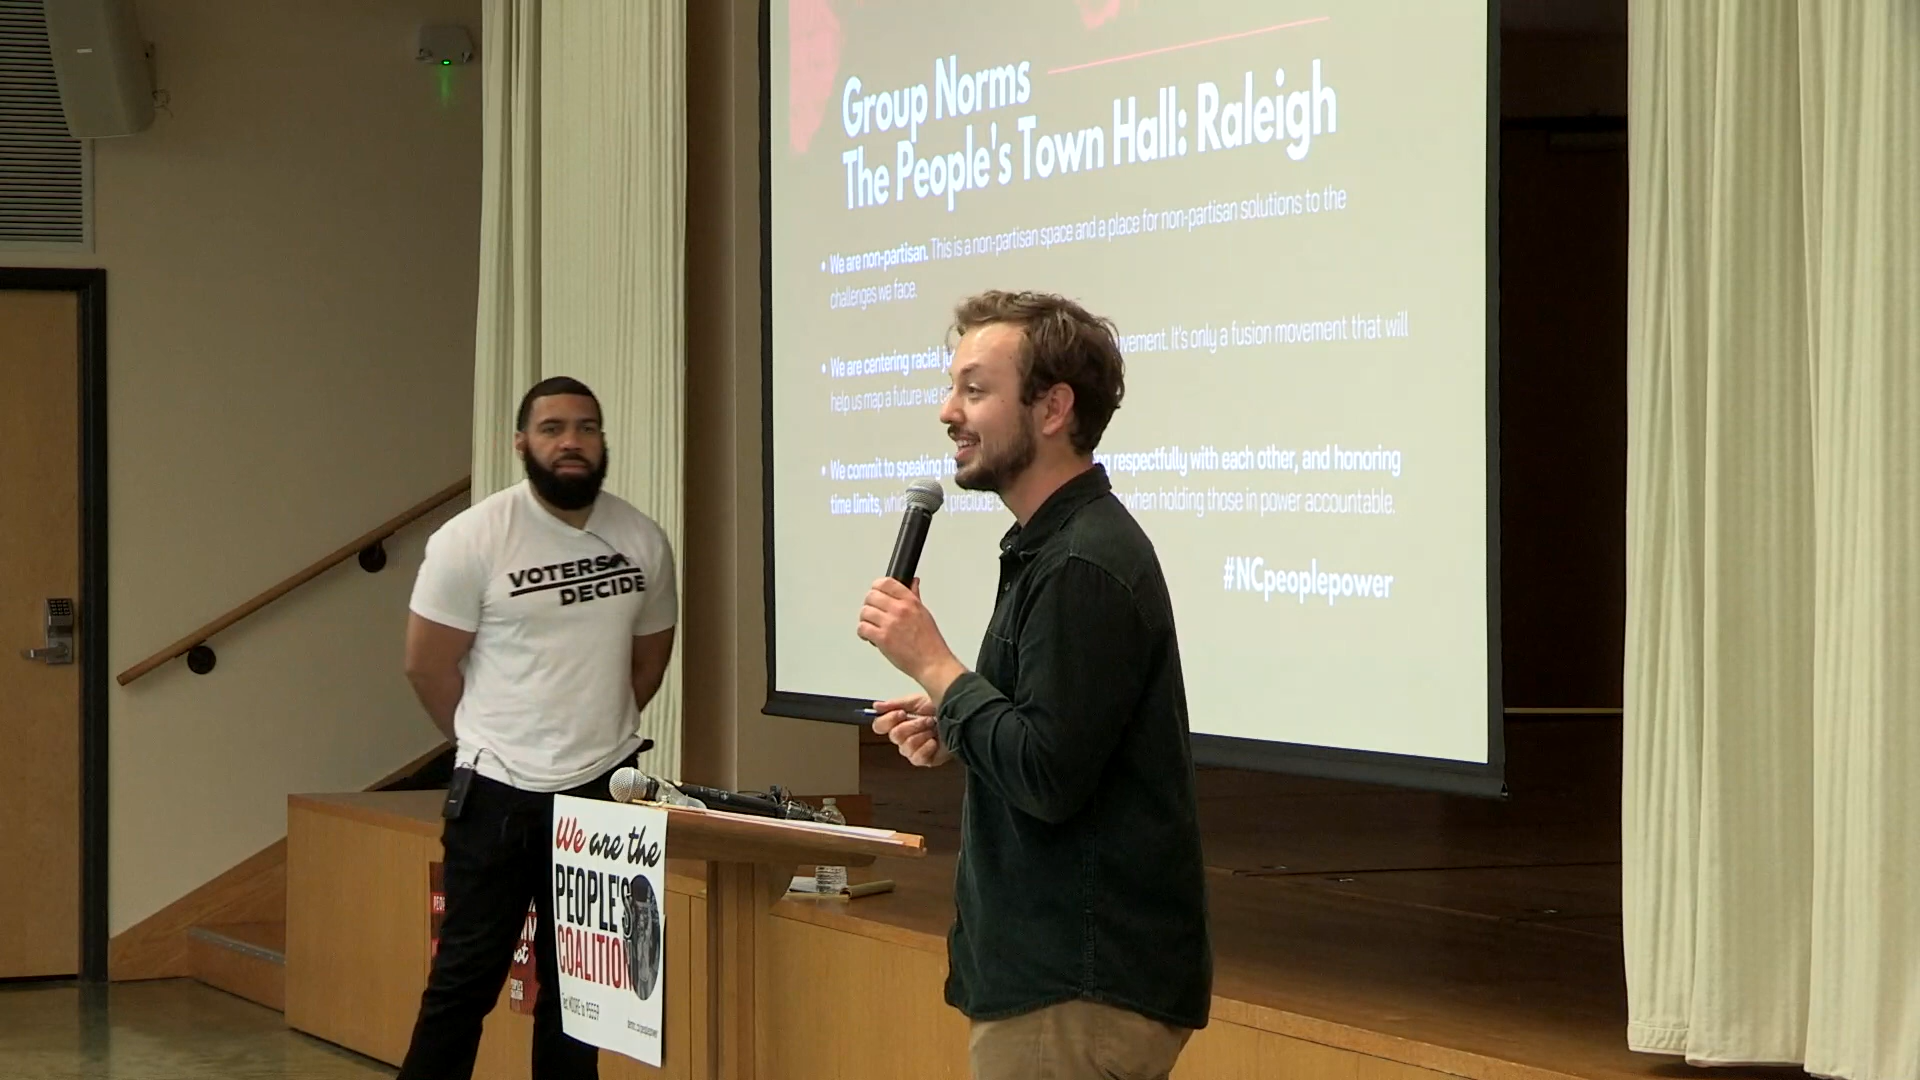 Group Norms
The People's Town Hall: Raleigh
• We are non-partisan. This is a non-partisan space and a place for non-partisan solutions to the
challenges we face.
• We are centering racial
vement. It's only a fusion movement that will
help us map a future we
• We commit to speaking
respectfully with each other, and honoring
time limits,
preclude
when holding those in power accountable.
#NCpeoplepower
VOTERS
DECIDE
We are the
PEOPLE'S
COALITION